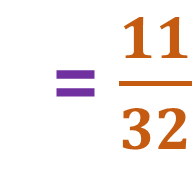 = 11/32